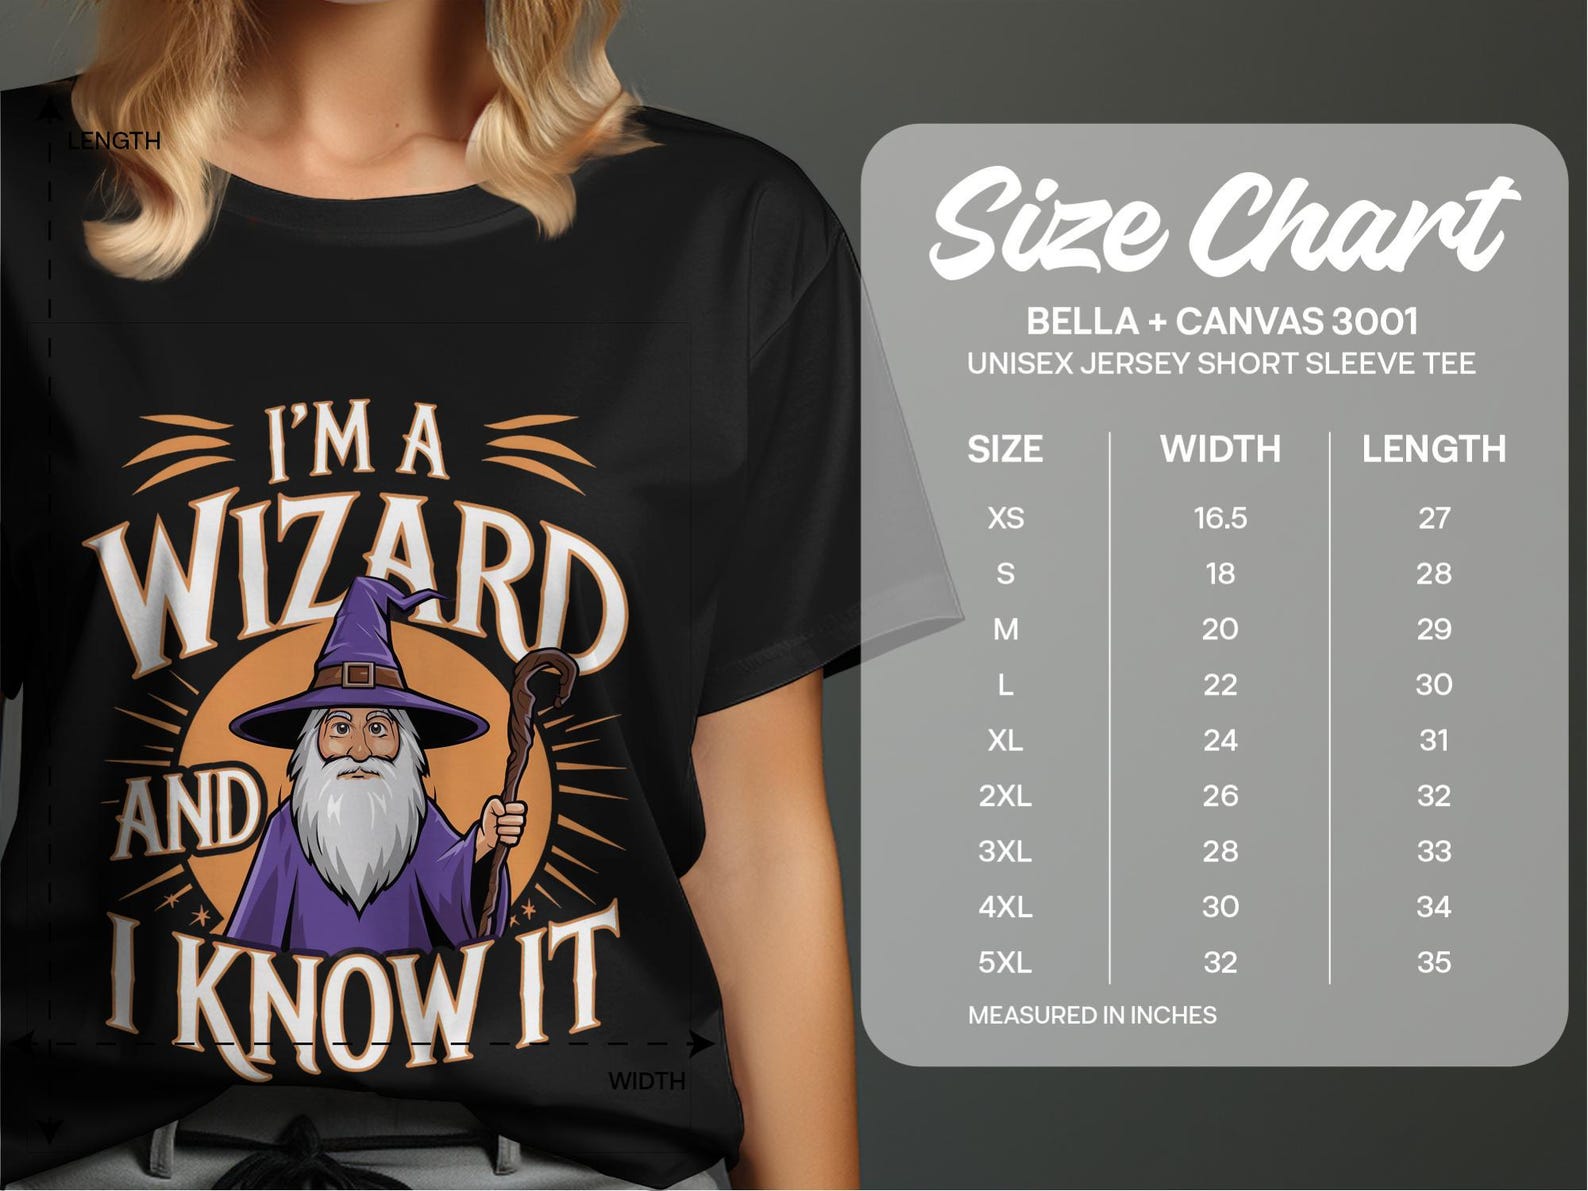 LENGTH
I'M A
WIZARD
AND
I KNOW IT
WIDTH
Size Chart
BELLA + CANVAS 3001
UNISEX JERSEY SHORT SLEEVE TEE
SIZE WIDTH LENGTH
XS 16.5 27
S 18 28
M 20 29
L 22 30
XL 24 31
2XL 26 32
3XL 28 33
4XL 30 34
5XL 32 35
MEASURED IN INCHES